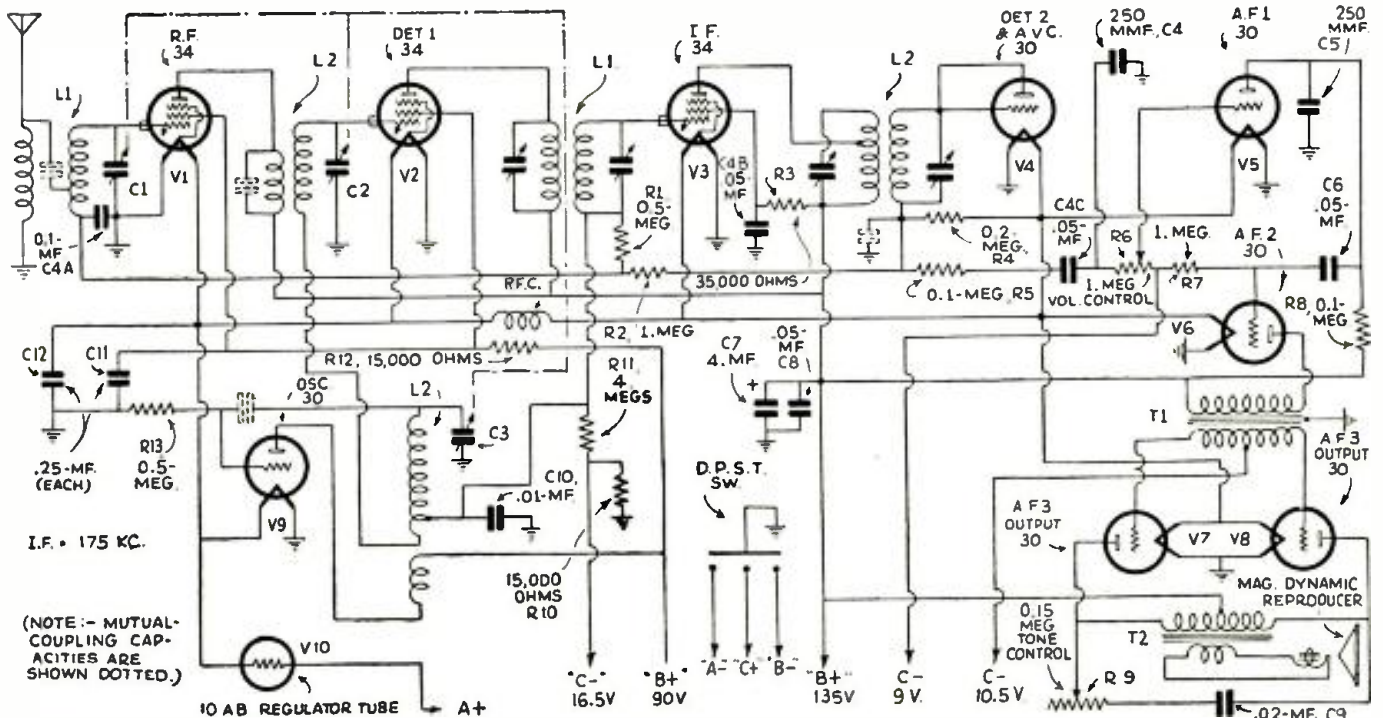 R.F.
34
DET 1
34
I F.
34
DET 2
& A V C.
30
250
MMF., C4
A.F 1
30
250
MMF.
C5
L1
L2
L1
L2
V1
V2
V3
V4
V5
C1
C2
0.1-
MF
C4A
R1
0.5-
MEG
C4B
.05
MF
R3
0.2-
MEG,
R4
C4C
.05-
MF
R6
1. MEG.
A.F.2
30
C6
.05-
MF.
R.F.C.
35,000 OHMS
0.1-MEG, R5
1. MEG
VOL. CONTROL
R7
R2, 1. MEG
V6
R8, 0.1-
MEG
C12
C11
R12, 15,000 OHMS
R11
4
MEGS
C7
4. MF
.05-
MF
C8
OSC
30
L2
C3
T1
R13
0.5-
MEG.
.25-MF.
(EACH)
C10,
.01-MF.
D.P.S.T.
SW.
A F 3
OUTPUT
30
A F 3
OUTPUT
30
V9
V7 V8
I.F. = 175 KC.
15,000
OHMS
R10
MAG. DYNAMIC
REPRODUCER
0.15
MEG
TONE
CONTROL
(NOTE:- MUTUAL-
COUPLING CAP-
ACITIES ARE
SHOWN DOTTED.)
V10
T2
"C-"
16.5V
"B+"
90V
"A-" "C+" "B-"
"B+"
135V
C-
9 V.
C-
10.5 V
R 9
10 AB REGULATOR TUBE
A+
.02-MF. C9